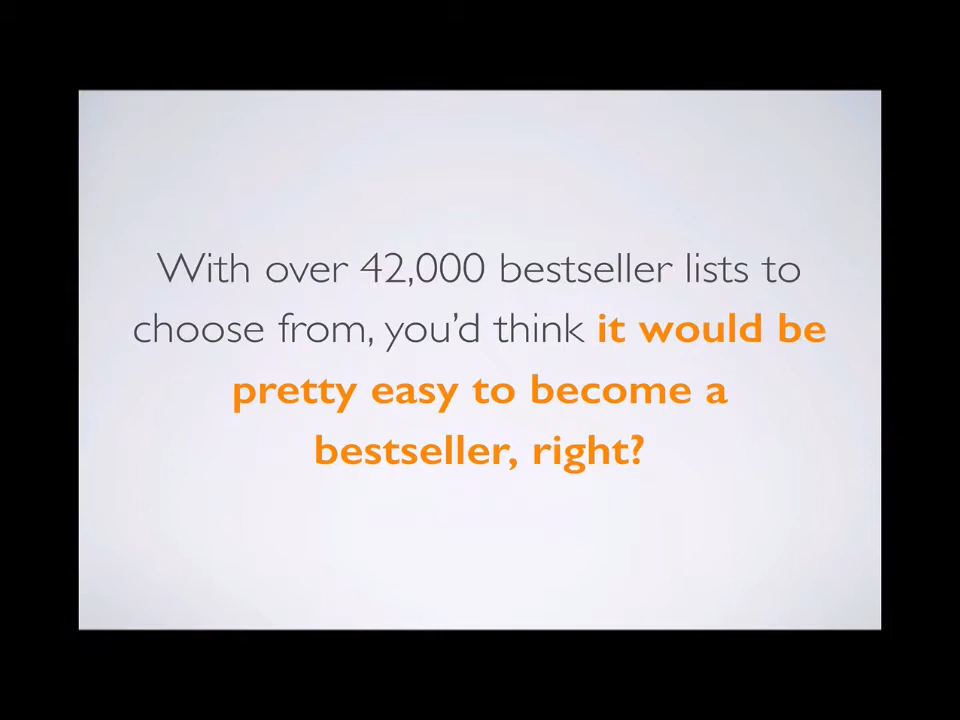 With over 42,000 bestseller lists to
choose from, you’d think it would be
pretty easy to become a
bestseller, right?